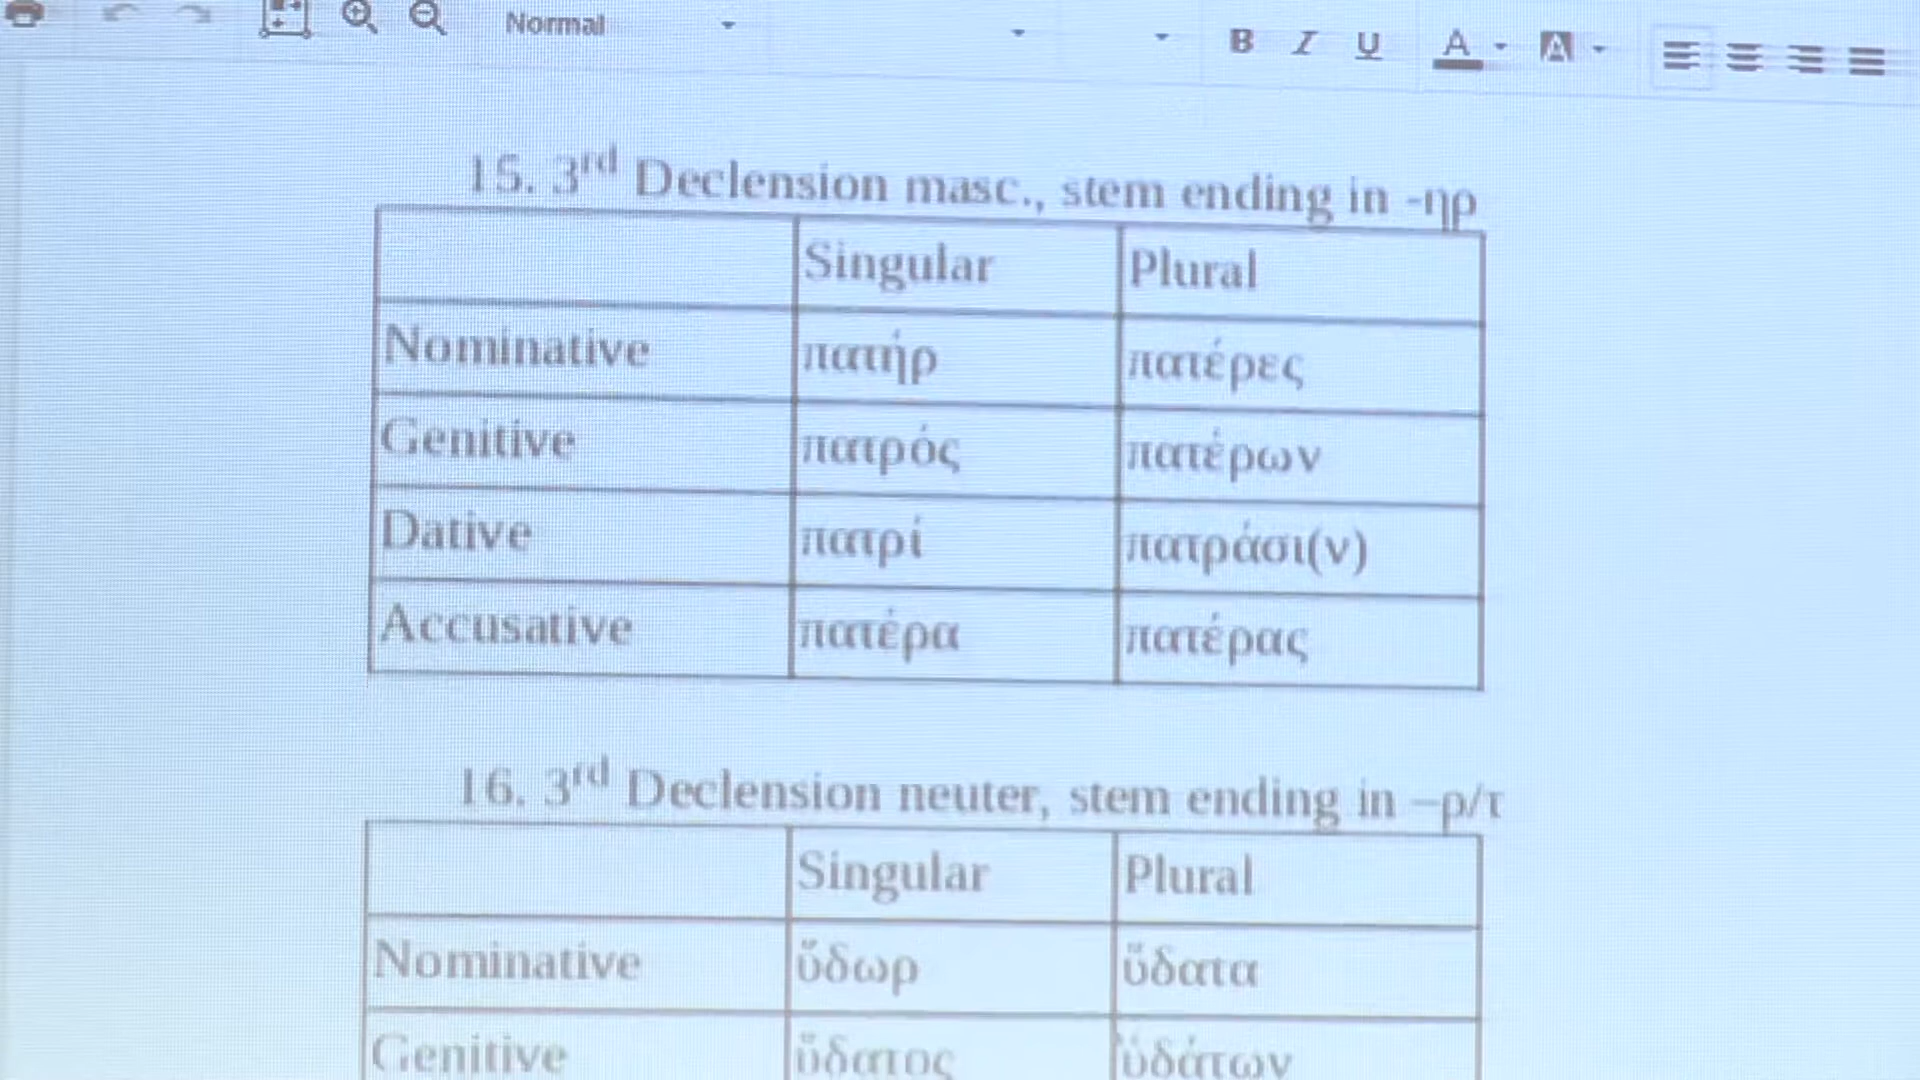 Normal
B I U A A
15. 3rd Declension masc., stem ending in -ηρ
Singular Plural
Nominative πατήρ πατέρες
Genitive πατρός πατέρων
Dative πατρί πατράσι(ν)
Accusative πατέρα πατέρας
16. 3rd Declension neuter, stem ending in –ρ/τ
Singular Plural
Nominative ὕδωρ ὕδατα
Genitive ὕδατος ὑδάτων